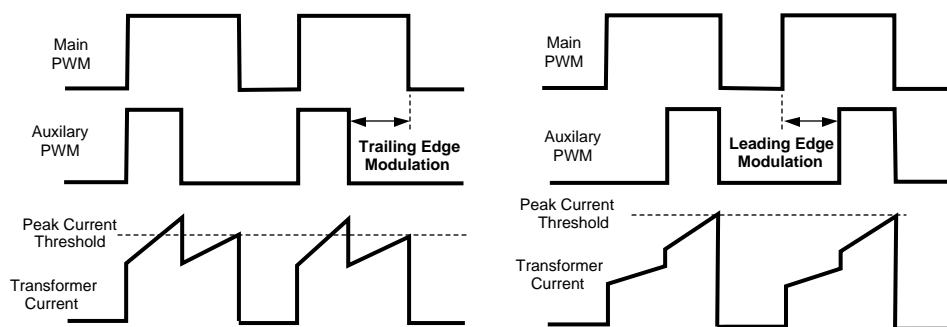 Main
PWM
Auxilary
PWM
Trailing Edge
Modulation
Peak Current
Threshold
Transformer
Current
Main
PWM
Auxilary
PWM
Leading Edge
Modulation
Peak Current
Threshold
Transformer
Current